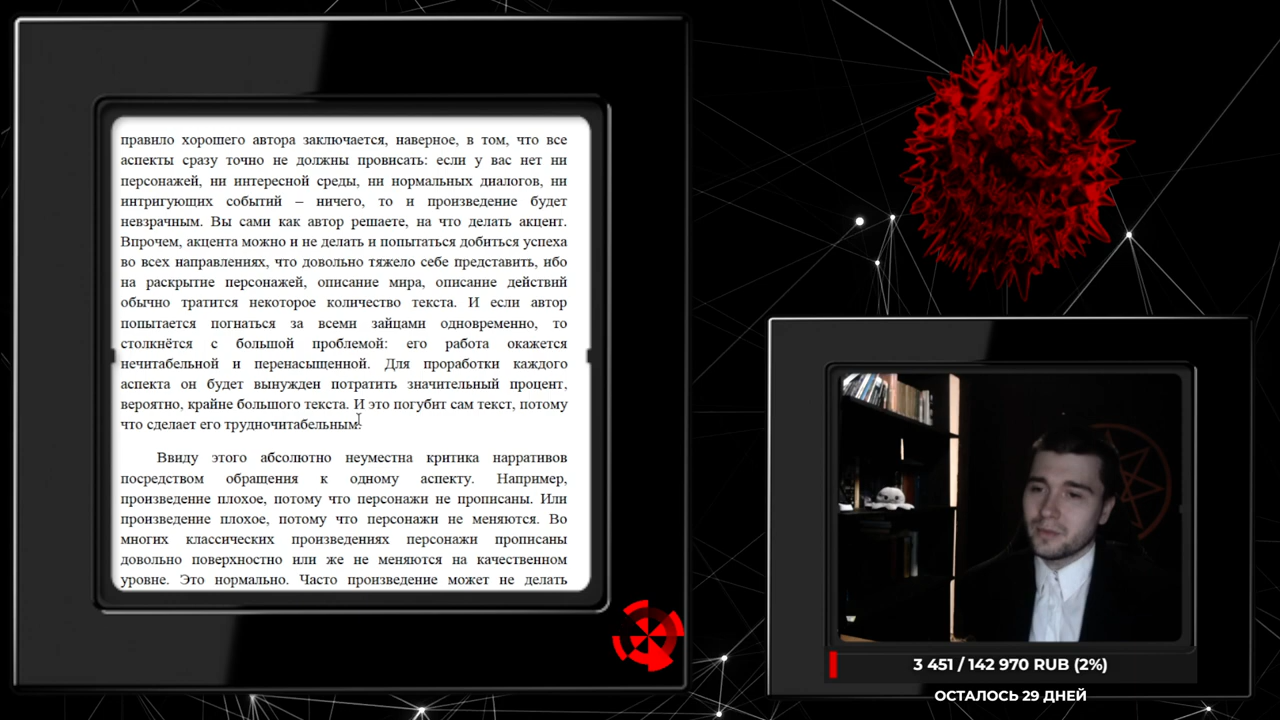 правило хорошего автора заключается, наверное, в том, что все
аспекты сразу точно не должны провисать: если у вас нет ни
персонажей, ни интересной среды, ни нормальных диалогов, ни
интригующих событий – ничего, то и произведение будет
невзрачным. Вы сами как автор решаете, на что делать акцент.
Впрочем, акцента можно и не делать и попытаться добиться успеха
во всех направлениях, что довольно тяжело себе представить, ибо
на раскрытие персонажей, описание мира, описание действий
обычно тратится некоторое количество текста. И если автор
попытается погнаться за всеми зайцами одновременно, то
столкнётся с большой проблемой: его работа окажется
нечитабельной и перенасыщенной. Для проработки каждого
аспекта он будет вынужден потратить значительный процент,
вероятно, крайне большого текста. И это погубит сам текст, потому
что сделает его трудночитабельным.
Ввиду этого абсолютно неуместна критика нарративов
посредством обращения к одному аспекту. Например,
произведение плохое, потому что персонажи не прописаны. Или
произведение плохое, потому что персонажи не меняются. Во
многих классических произведениях персонажи прописаны
довольно поверхностно или же не меняются на качественном
уровне. Это нормально. Часто произведение может не делать
3 451 / 142 970 RUB (2%)
ОСТАЛОСЬ 29 ДНЕЙ